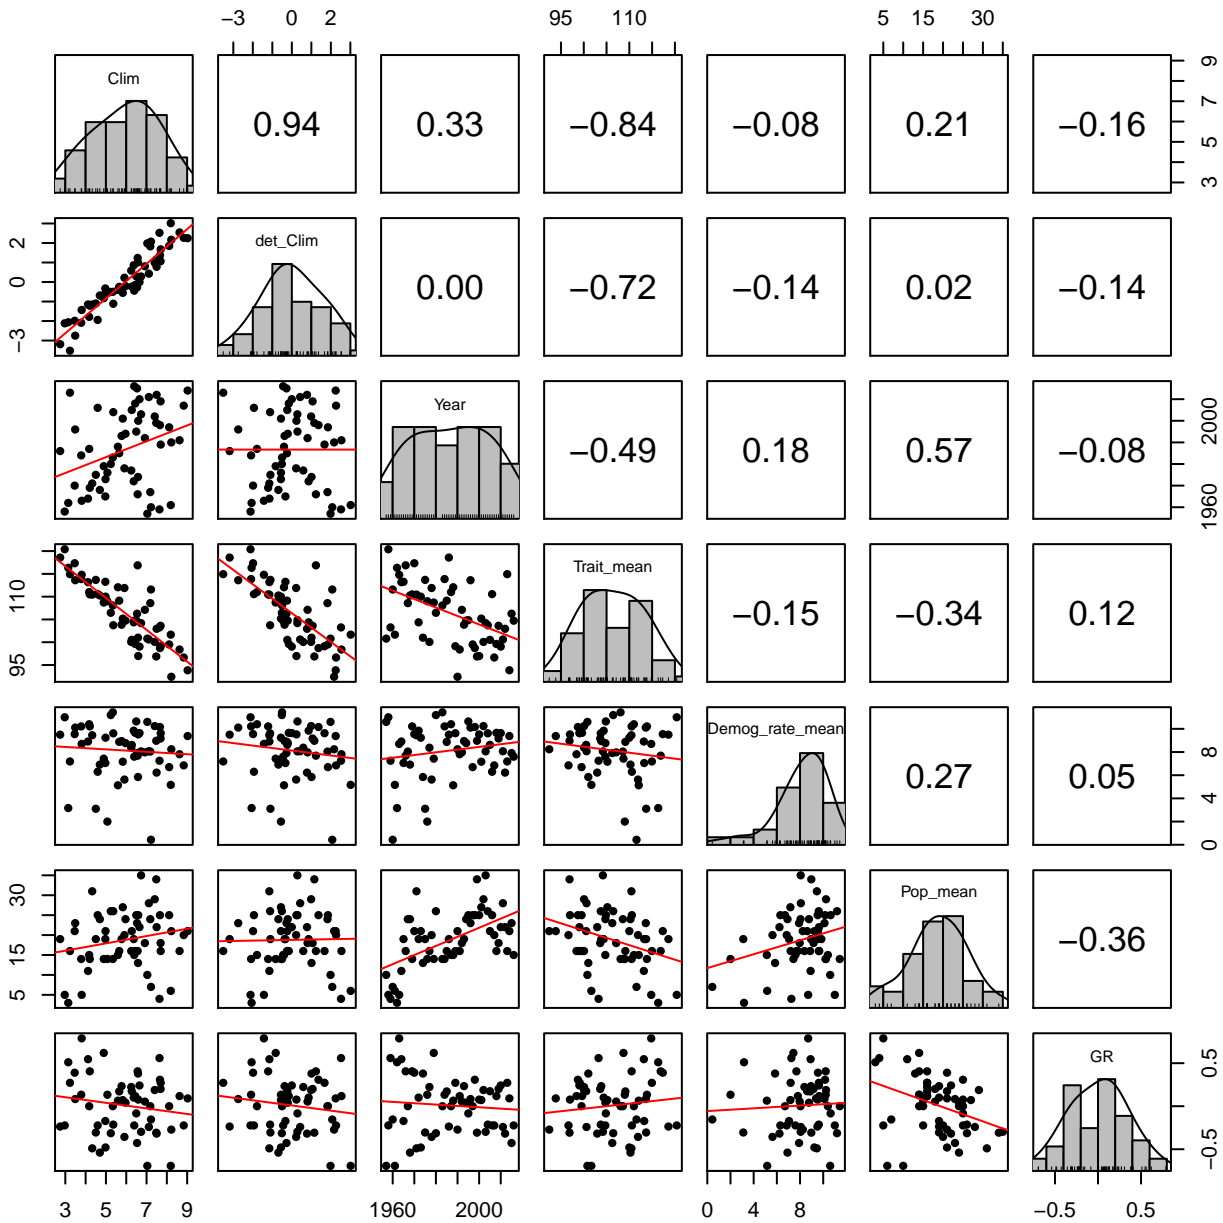 −3 0 2 95 110 5 15 30
Clim 0.94 0.33 −0.84 −0.08 0.21 −0.16 3 5 7 9
−3 0 2 det_Clim 0.00 −0.72 −0.14 0.02 −0.14
Year −0.49 0.18 0.57 −0.08 1960 2000
95 110 Trait_mean −0.15 −0.34 0.12
Demog_rate_mean 0.27 0.05 0 4 8
5 15 30 Pop_mean −0.36
GR −0.5 0.5
3 5 7 9 1960 2000 0 4 8 −0.5 0.5